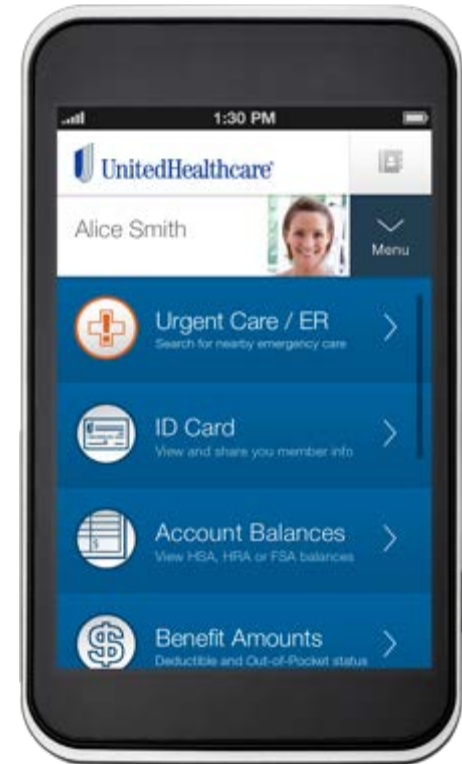 1:30 PM
UnitedHealthcare®
Alice Smith
Menu
Urgent Care / ER
Search for nearby emergency care
ID Card
View and share you member info
Account Balances
View HSA, HRA or FSA balances
Benefit Amounts
Deductible and Out-of-Pocket status